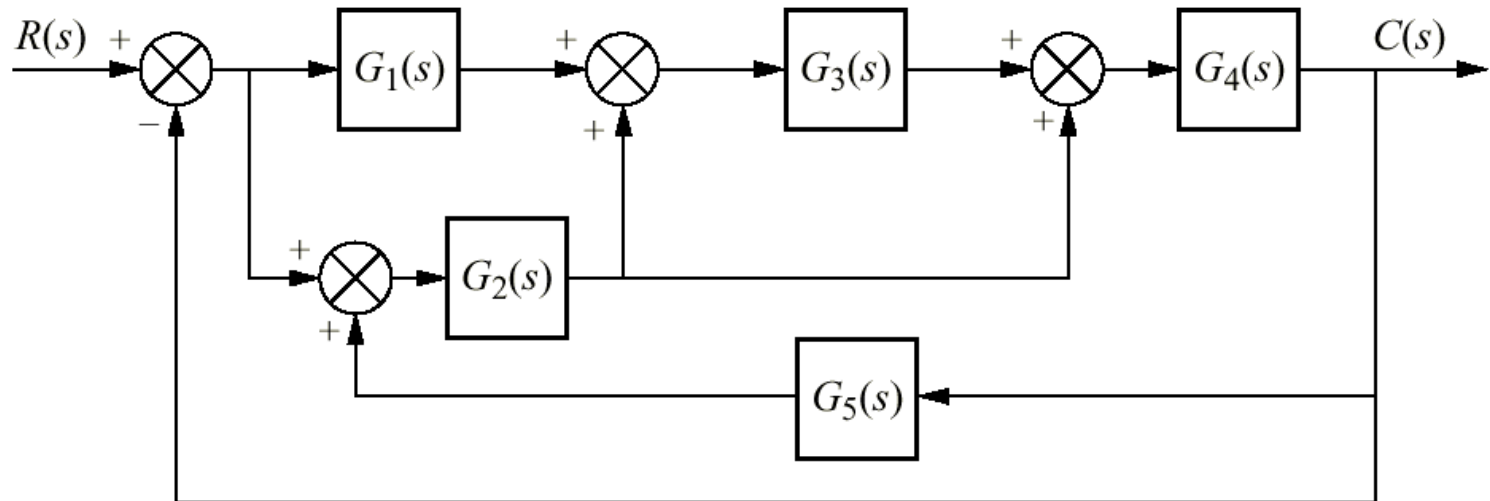 R(s) + G₁(s) + G₃(s) + G₄(s) C(s)
− + +
+ G₂(s)
+
G₅(s)